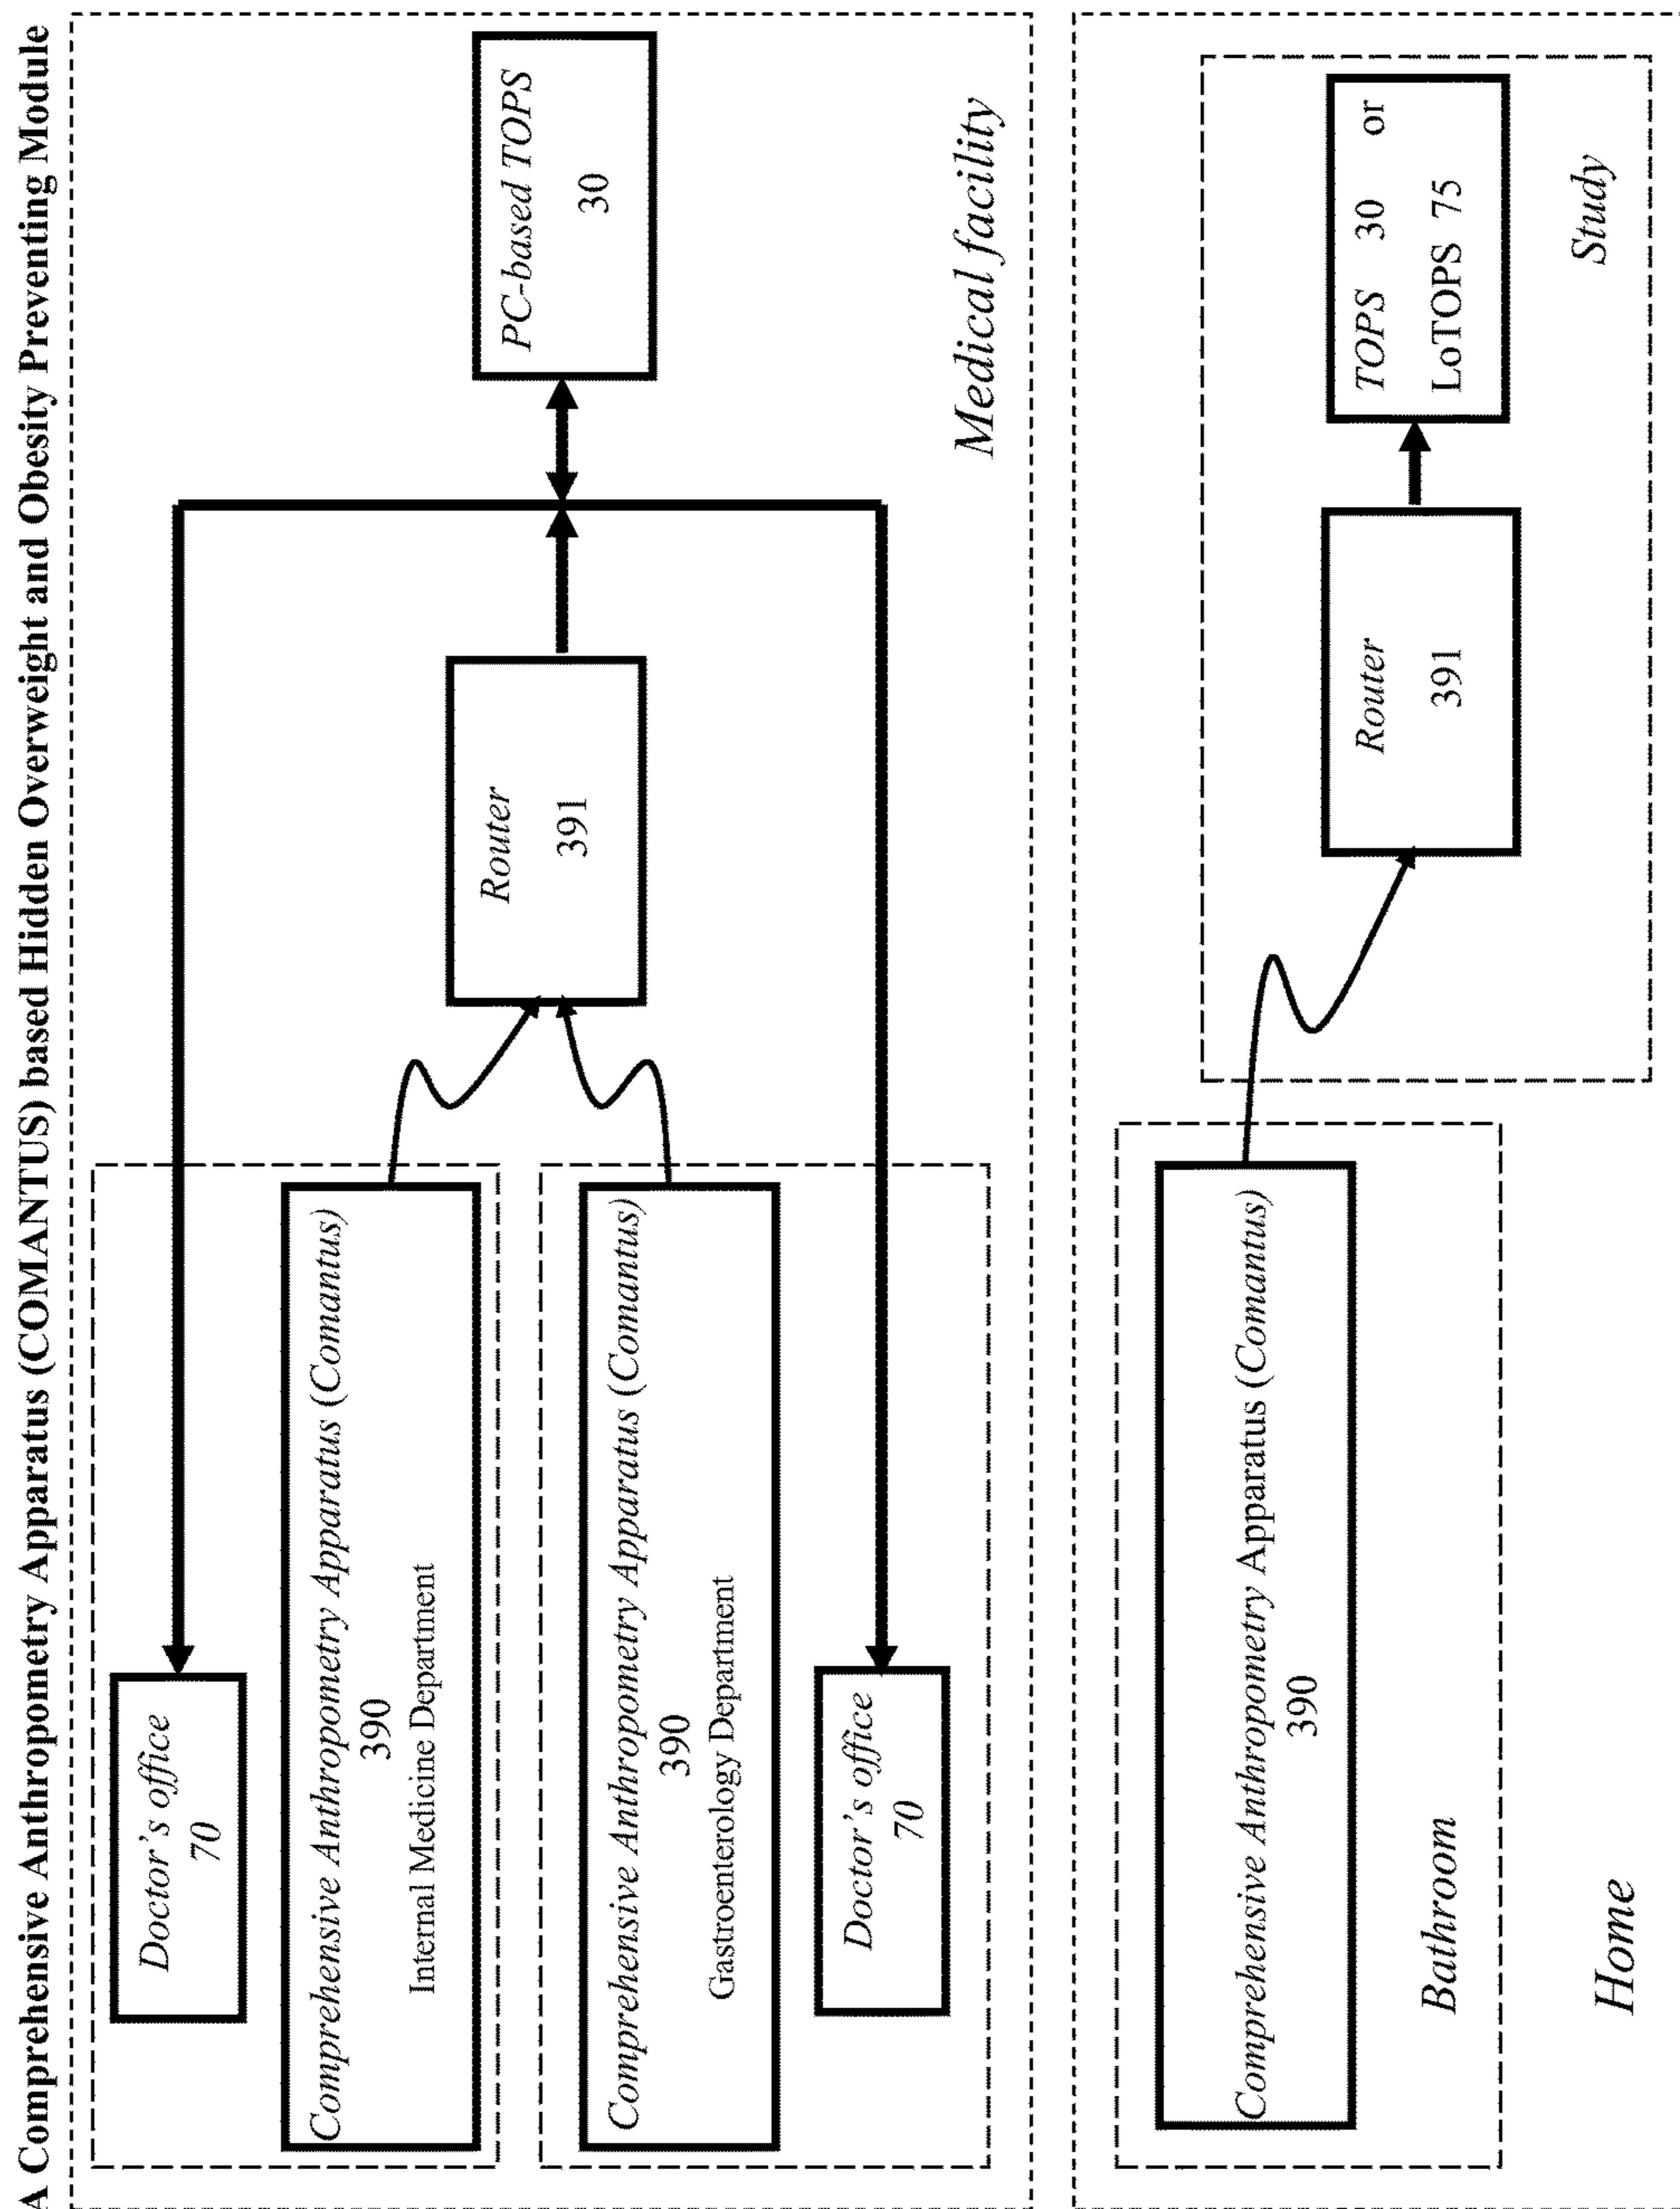 A Comprehensive Anthropometry Apparatus (COMANTUS) based Hidden Overweight and Obesity Preventing Module
Doctor's office
70
Comprehensive Anthropometry Apparatus (Comantus)
390
Internal Medicine Department
Comprehensive Anthropometry Apparatus (Comantus)
390
Gastroenterology Department
Doctor's office
70
Router
391
PC-based TOPS
30
Medical facility
Comprehensive Anthropometry Apparatus (Comantus)
390
Bathroom
Home
Router
391
TOPS 30 or
LoTOPS 75
Study